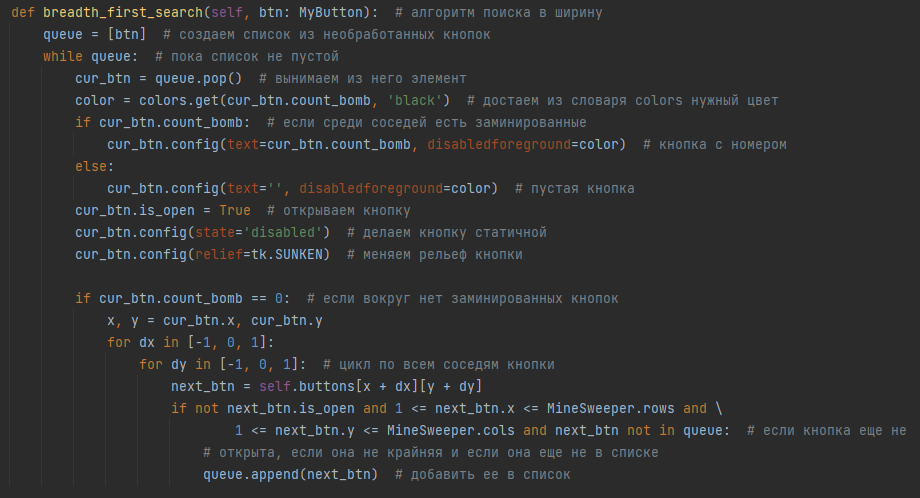 def breadth_first_search(self, btn: MyButton):  # алгоритм поиска в ширину
    queue = [btn]  # создаем список из необработанных кнопок
    while queue:  # пока список не пустой
        cur_btn = queue.pop()  # вынимаем из него элемент
        color = colors.get(cur_btn.count_bomb, 'black')  # достаем из словаря colors нужный цвет
        if cur_btn.count_bomb:  # если среди соседей есть заминированные
            cur_btn.config(text=cur_btn.count_bomb, disabledforeground=color)  # кнопка с номером
        else:
            cur_btn.config(text='', disabledforeground=color)  # пустая кнопка
        cur_btn.is_open = True  # открываем кнопку
        cur_btn.config(state='disabled')  # делаем кнопку статичной
        cur_btn.config(relief=tk.SUNKEN)  # меняем рельеф кнопки

        if cur_btn.count_bomb == 0:  # если вокруг нет заминированных кнопок
            x, y = cur_btn.x, cur_btn.y
            for dx in [-1, 0, 1]:
                for dy in [-1, 0, 1]:  # цикл по всем соседям кнопки
                    next_btn = self.buttons[x + dx][y + dy]
                    if not next_btn.is_open and 1 <= next_btn.x <= MineSweeper.rows and \
                            1 <= next_btn.y <= MineSweeper.cols and next_btn not in queue:  # если кнопка еще не
                        # открыта, если она не крайняя и если она еще не в списке
                        queue.append(next_btn)  # добавить ее в список